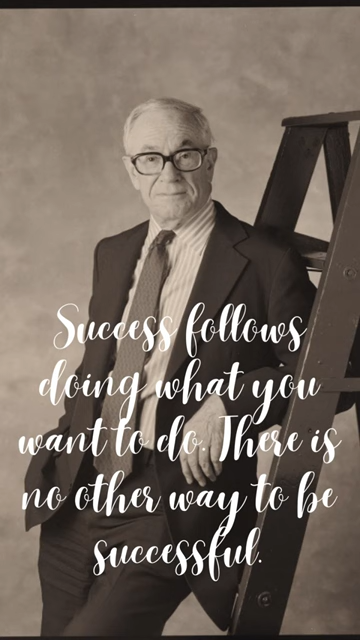 Success follows
doing what you
want to do. There is
no other way to be
successful.